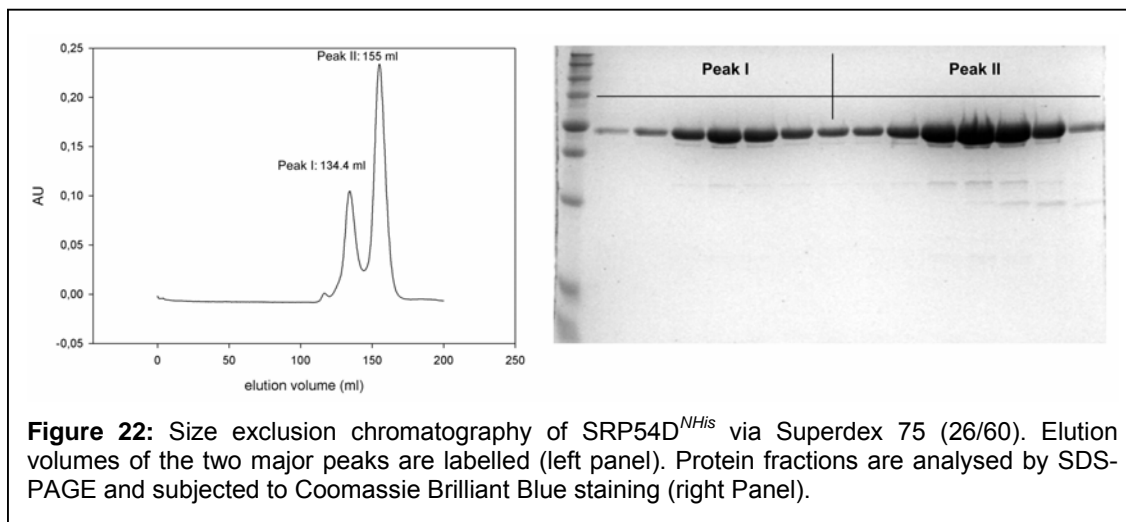 0,25
0,20
0,15
0,10
0,05
0,00
-0,05
AU
Peak II: 155 ml
Peak I: 134.4 ml
0
50
100
150
200
250
elution volume (ml)
Peak I
Peak II
Figure 22: Size exclusion chromatography of SRP54D^NHis via Superdex 75 (26/60). Elution
volumes of the two major peaks are labelled (left panel). Protein fractions are analysed by SDS-
PAGE and subjected to Coomassie Brilliant Blue staining (right Panel).